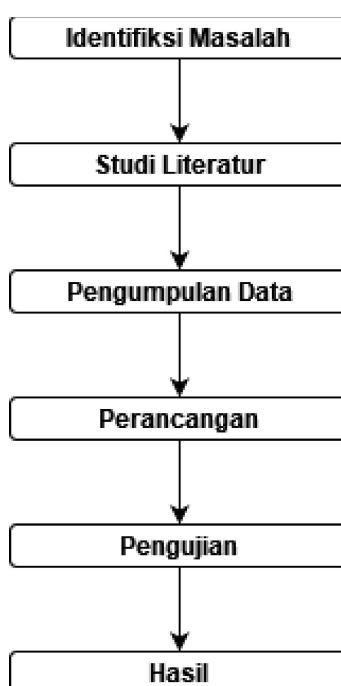 Identifiksi Masalah
Studi Literatur
Pengumpulan Data
Perancangan
Pengujian
Hasil